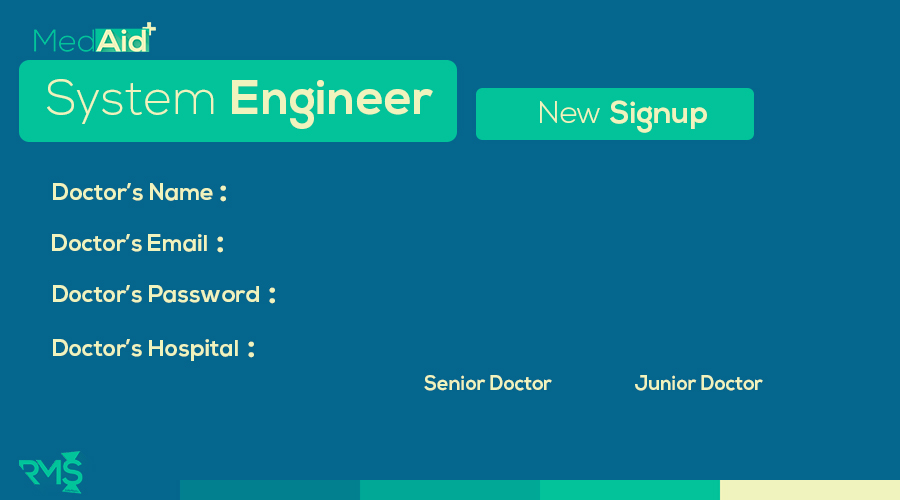 MedAid+
System Engineer
New Signup
Doctor's Name :
Doctor's Email :
Doctor's Password :
Doctor's Hospital :
Senior Doctor
Junior Doctor
RMS